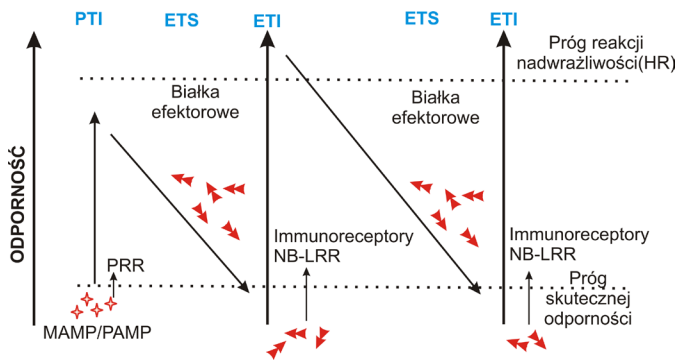 PTI
ETS
ETI
ETS
ETI
Próg reakcji
nadwrażliwości(HR)
Białka
efektorowe
Białka
efektorowe
ODPORNOŚĆ
Immunoreceptory
NB-LRR
Immunoreceptory
NB-LRR
PRR
MAMP/PAMP
Próg
skutecznej
odporności